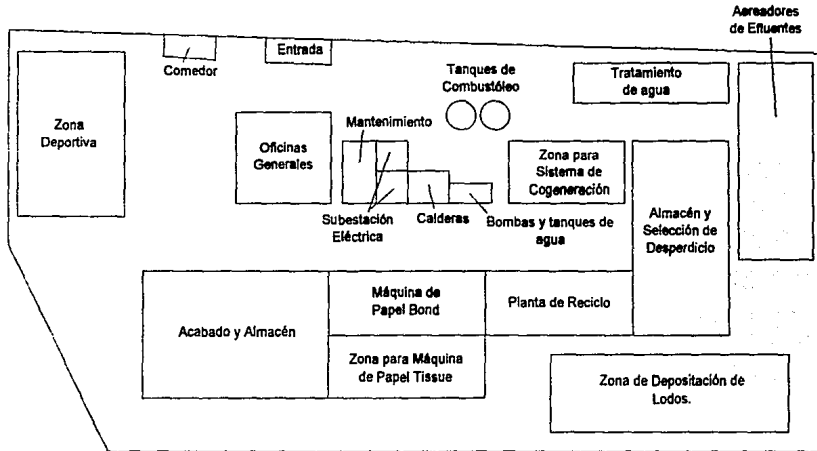 Aereadores
de Efluentes
Entrada
Comedor
Tanques de
Combustóleo
Tratamiento
de agua
Zona
Deportiva
Mantenimiento
Oficinas
Generales
Zona para
Sistema de
Cogeneración
Subestación
Eléctrica
Calderas
Bombas y tanques de
agua
Almacén y
Selección de
Desperdicio
Máquina de
Papel Bond
Planta de Reciclo
Acabado y Almacén
Zona para Máquina
de Papel Tissue
Zona de Depositación de
Lodos.